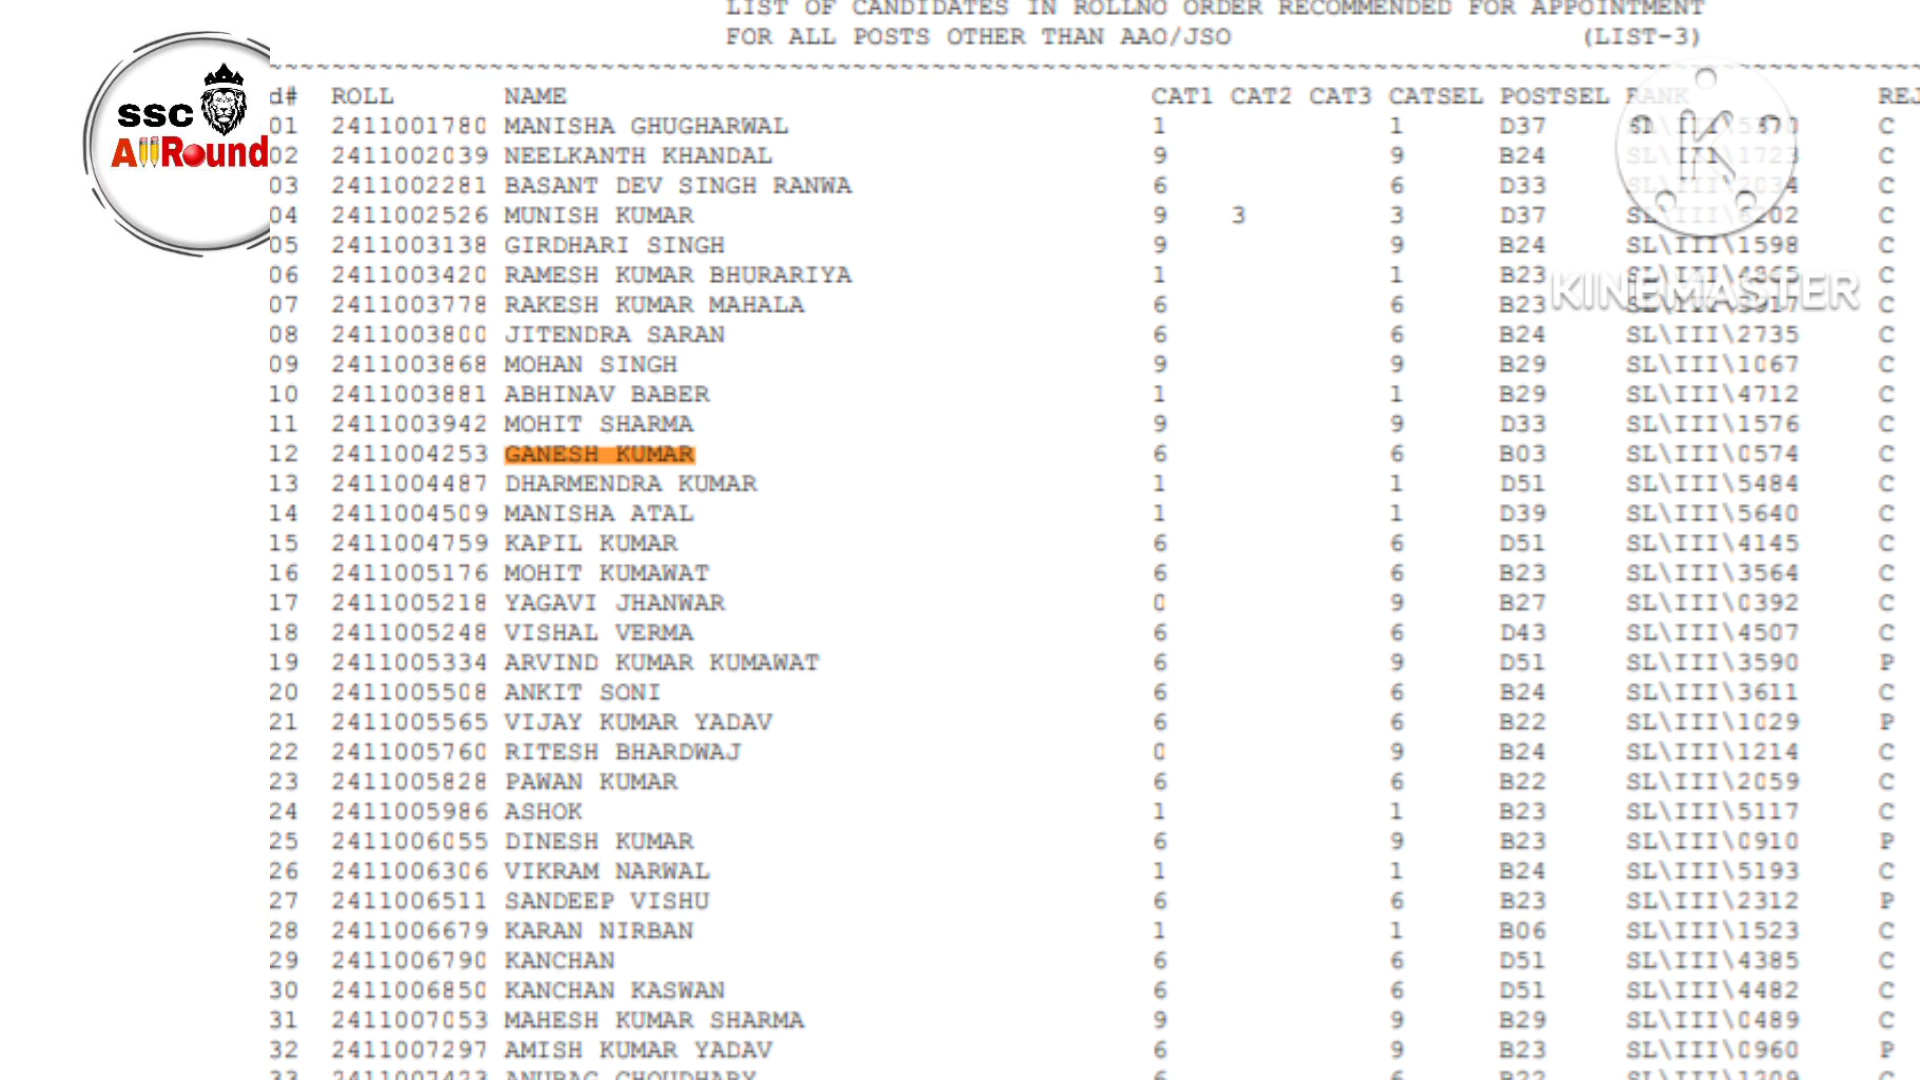 LIST OF CANDIDATES IN ROLLNO ORDER RECOMMENDED FOR APPOINTMENT
FOR ALL POSTS OTHER THAN AAO/JSO (LIST-3)
ssc
AllRound
d# ROLL NAME CAT1 CAT2 CAT3 CATSEL POSTSEL RANK REJ
01 2411001780 MANISHA GHUGHARWAL 1 1 D37 C
02 2411002039 NEELKANTH KHANDAL 9 9 B24 SL\III\1723 C
03 2411002281 BASANT DEV SINGH RANWA 6 6 D33 C
04 2411002526 MUNISH KUMAR 9 3 3 D37 C
05 2411003138 GIRDHARI SINGH 9 9 B24 SL\III\1598 C
06 2411003420 RAMESH KUMAR BHURARIYA 1 1 B23 C
KINEMASTER
07 2411003778 RAKESH KUMAR MAHALA 6 6 B23 C
08 2411003800 JITENDRA SARAN 6 6 B24 SL\III\2735 C
09 2411003868 MOHAN SINGH 9 9 B29 SL\III\1067 C
10 2411003881 ABHINAV BABER 1 1 B29 SL\III\4712 C
11 2411003942 MOHIT SHARMA 9 9 D33 SL\III\1576 C
12 2411004253 GANESH KUMAR 6 6 B03 SL\III\0574 C
13 2411004487 DHARMENDRA KUMAR 1 1 D51 SL\III\5484 C
14 2411004509 MANISHA ATAL 1 1 D39 SL\III\5640 C
15 2411004759 KAPIL KUMAR 6 6 D51 SL\III\4145 C
16 2411005176 MOHIT KUMAWAT 6 6 B23 SL\III\3564 C
17 2411005218 YAGAVI JHANWAR 0 9 B27 SL\III\0392 C
18 2411005248 VISHAL VERMA 6 6 D43 SL\III\4507 C
19 2411005334 ARVIND KUMAR KUMAWAT 6 9 D51 SL\III\3590 P
20 2411005508 ANKIT SONI 6 6 B24 SL\III\3611 C
21 2411005565 VIJAY KUMAR YADAV 6 6 B22 SL\III\1029 P
22 2411005760 RITESH BHARDWAJ 0 9 B24 SL\III\1214 C
23 2411005828 PAWAN KUMAR 6 6 B22 SL\III\2059 C
24 2411005986 ASHOK 1 1 B23 SL\III\5117 C
25 2411006055 DINESH KUMAR 6 9 B23 SL\III\0910 P
26 2411006306 VIKRAM NARWAL 1 1 B24 SL\III\5193 C
27 2411006511 SANDEEP VISHU 6 6 B23 SL\III\2312 P
28 2411006679 KARAN NIRBAN 1 1 B06 SL\III\1523 C
29 2411006790 KANCHAN 6 6 D51 SL\III\4385 C
30 2411006850 KANCHAN KASWAN 6 6 D51 SL\III\4482 C
31 2411007053 MAHESH KUMAR SHARMA 9 9 B29 SL\III\0489 C
32 2411007297 AMISH KUMAR YADAV 6 9 B23 SL\III\0960 P
33 2411007423 ANURAG CHOUDHARY 6 6 B22 SL\III\1209 C